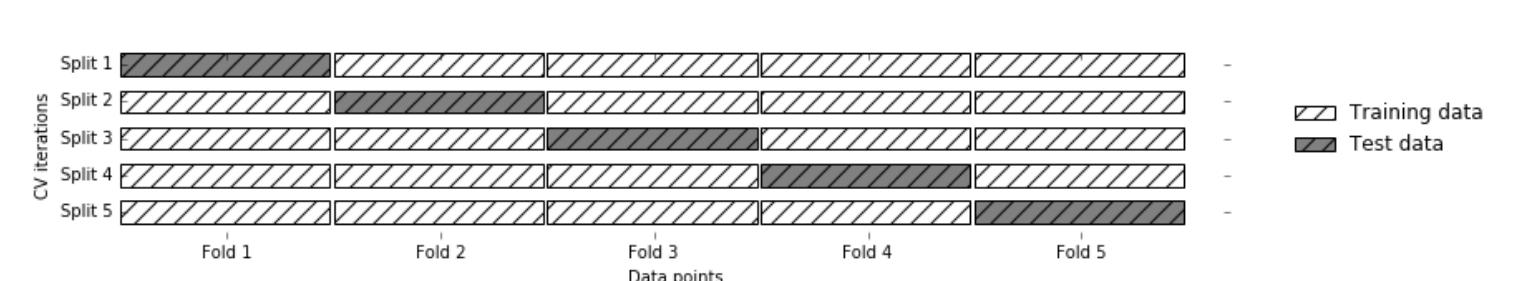 Split 1
Split 2
Split 3
Split 4
Split 5
CV iterations
Fold 1 Fold 2 Fold 3 Fold 4 Fold 5
Data points
Training data
Test data